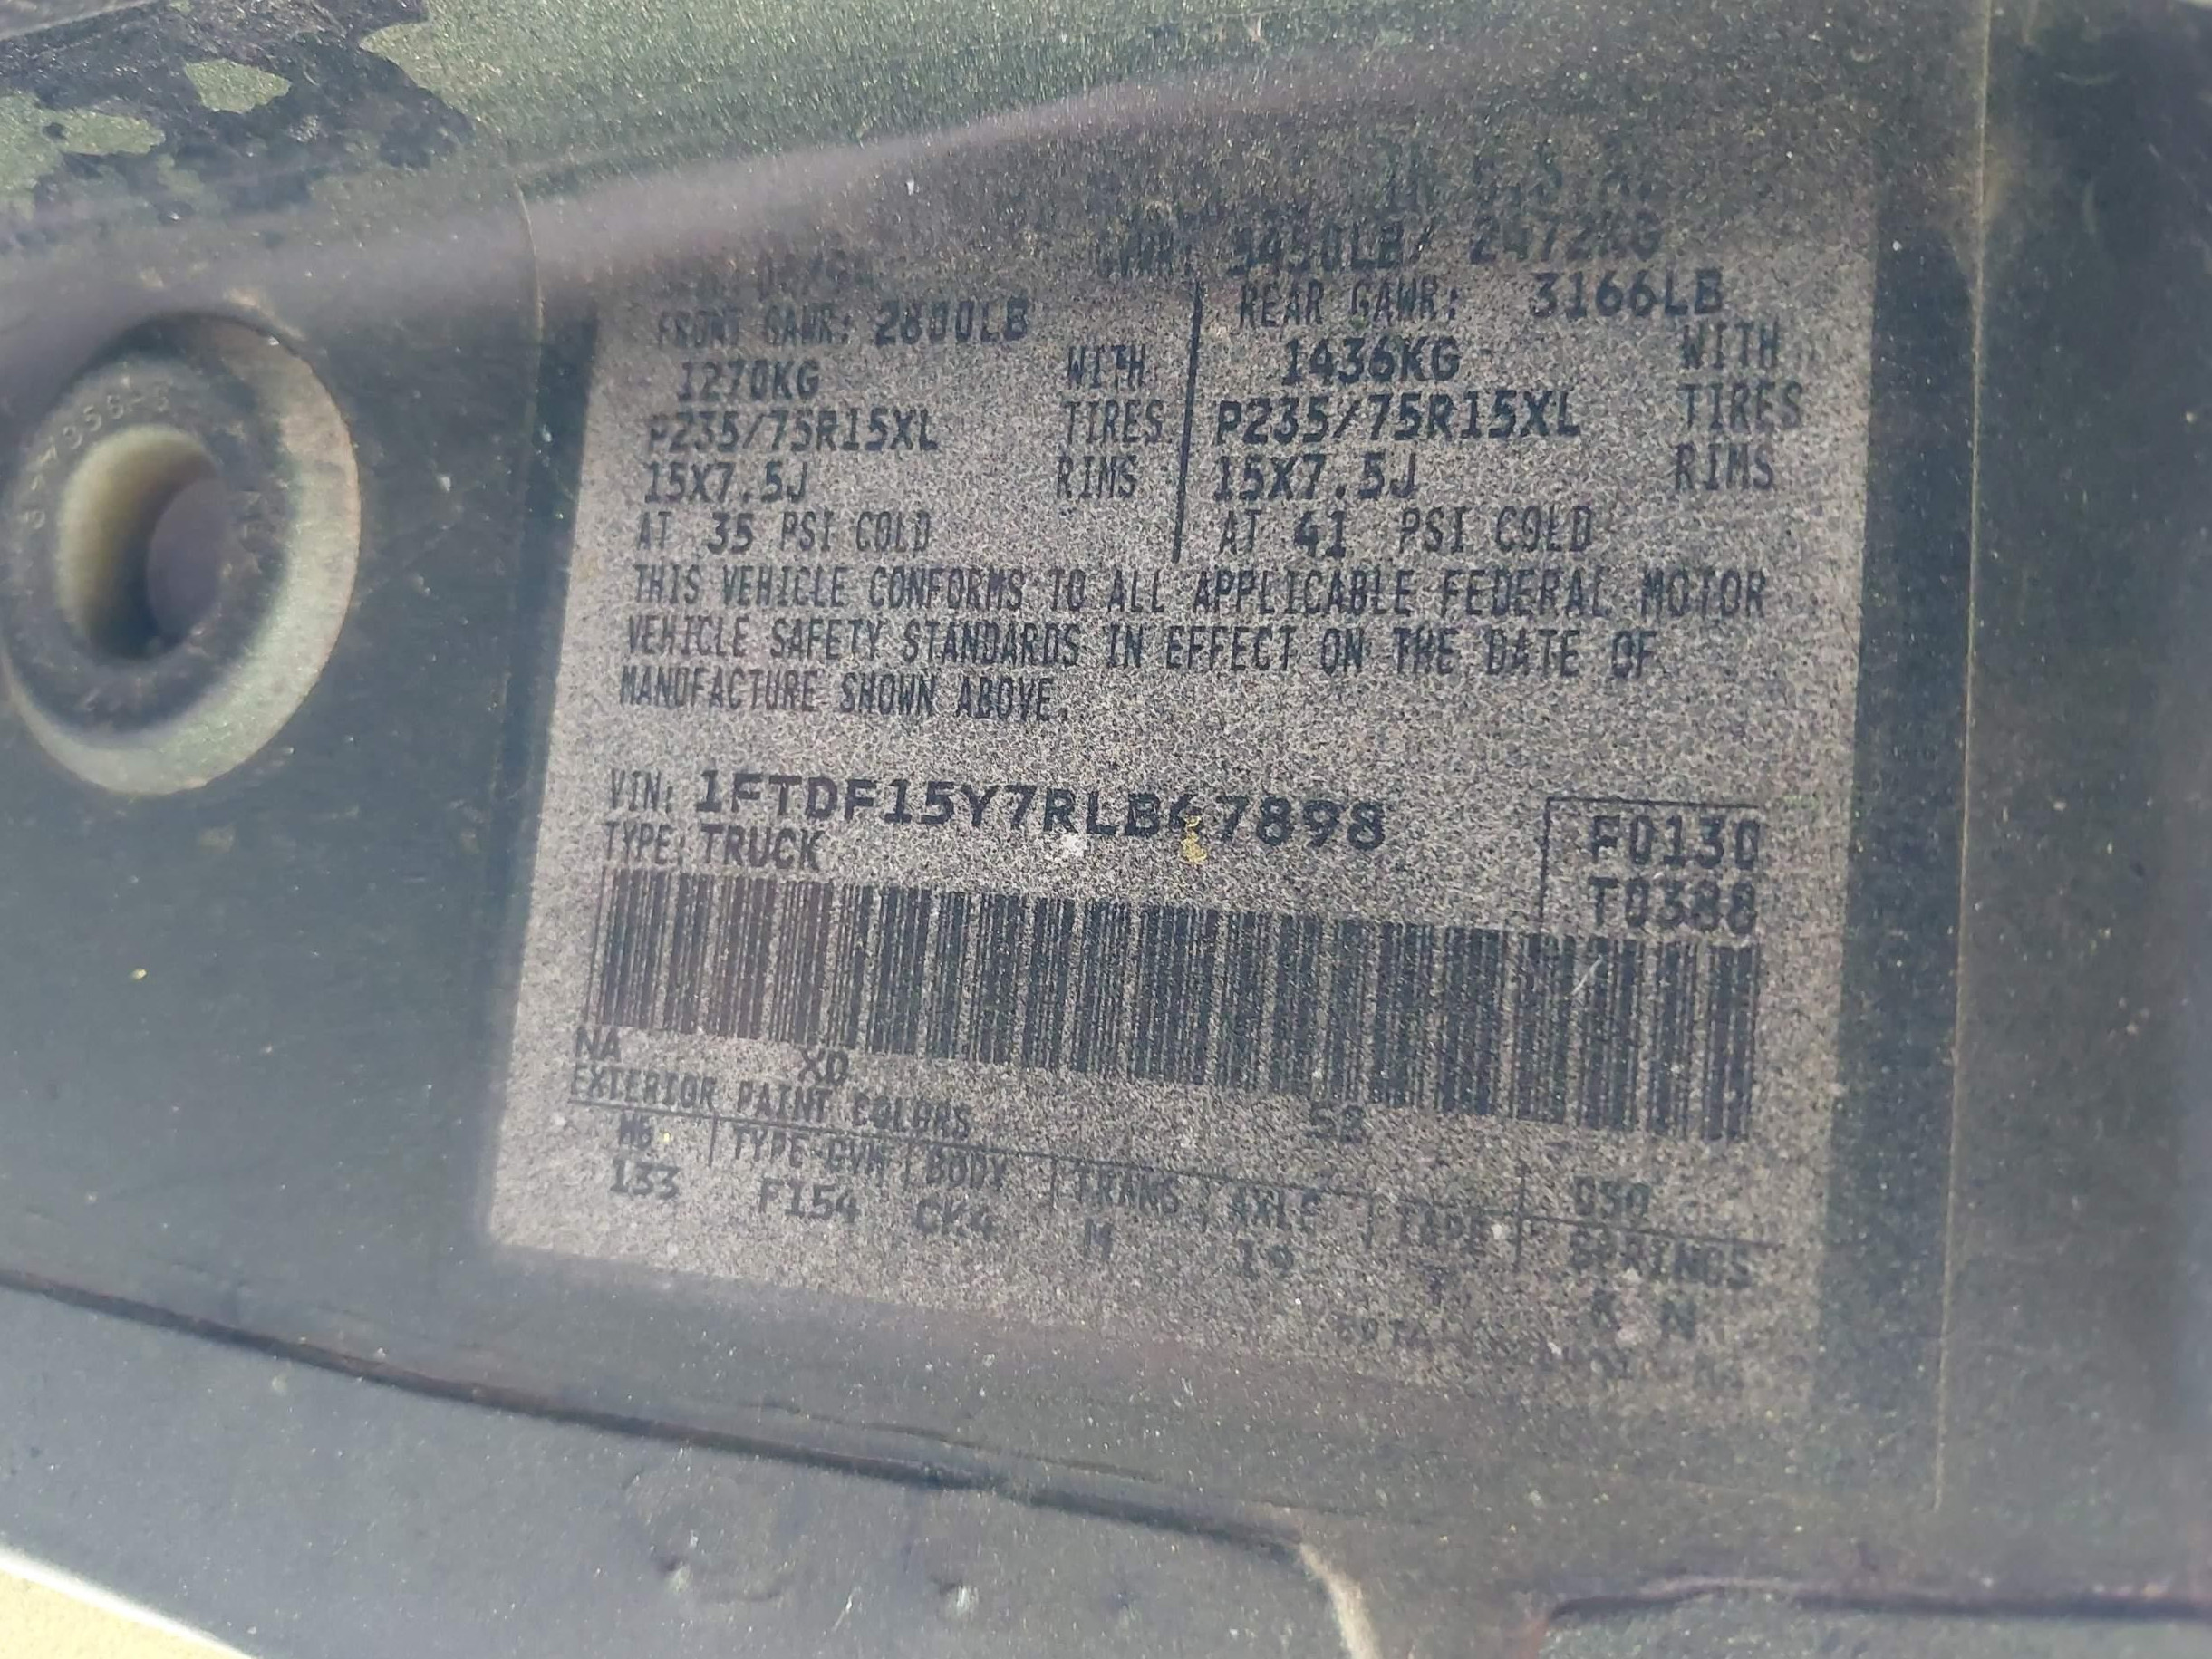 GVWR: 5450LB/ 2472KG
FRONT GAWR: 2800LB
REAR GAWR: 3166LB
1270KG WITH
1436KG WITH
P235/75R15XL TIRES
P235/75R15XL TIRES
15X7.5J RIMS
15X7.5J RIMS
AT 35 PSI COLD
AT 41 PSI COLD
THIS VEHICLE CONFORMS TO ALL APPLICABLE FEDERAL MOTOR
VEHICLE SAFETY STANDARDS IN EFFECT ON THE DATE OF
MANUFACTURE SHOWN ABOVE.
VIN: 1FTDF15Y7RLB67898
F0130
TYPE: TRUCK
T0388
NA XD
EXTERIOR PAINT COLORS 52
WB TYPE-GVW BODY TRANS AXLE TAPE SPRINGS
133 F154 CK4 M 19